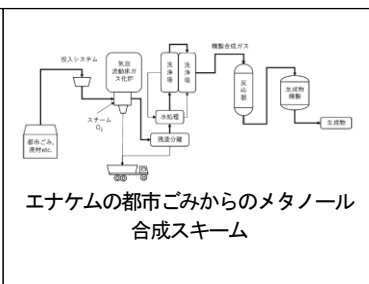 投入システム
気泡
流動床ガ
ス化炉
スチーム
O₂
都市ごみ,
廃材etc.
洗浄塔
洗浄塔
水処理
残渣分離
精製合成ガス
反応器
生成物
精製
生成物
エナケムの都市ごみからのメタノール
合成スキーム